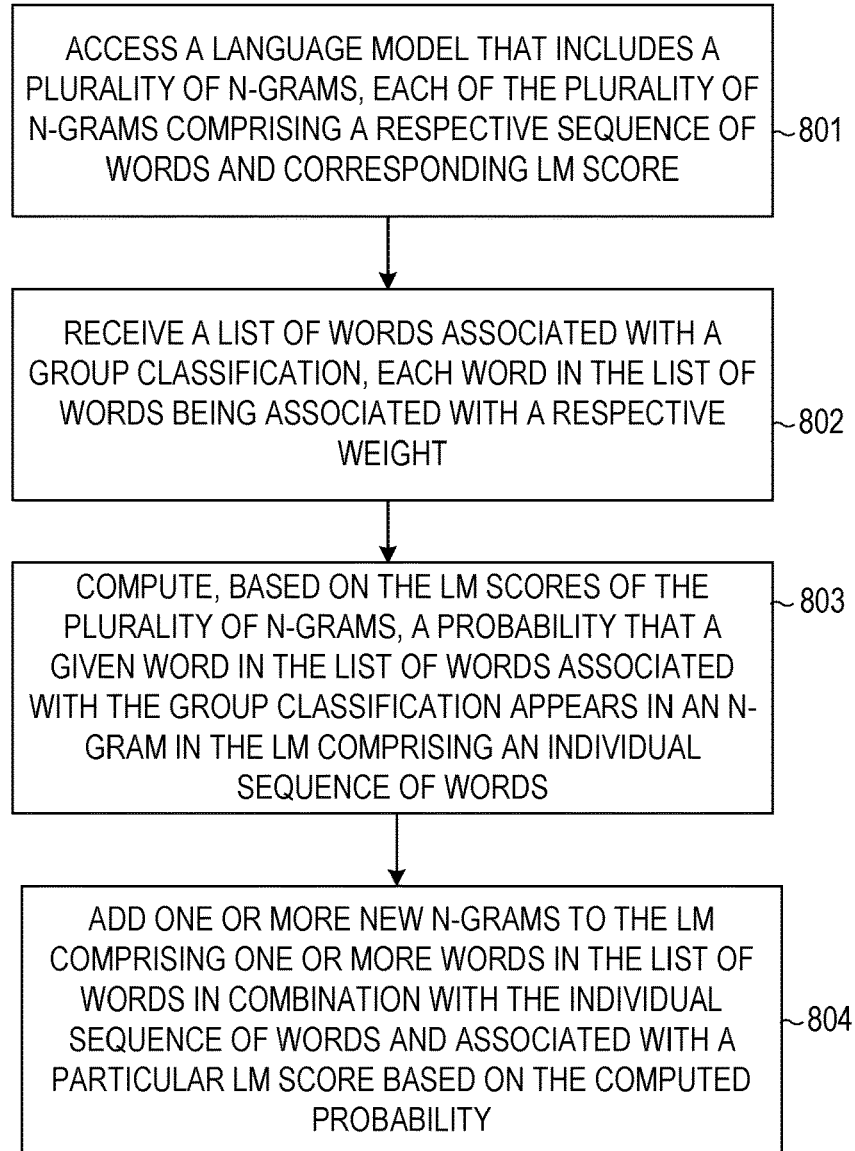 ACCESS A LANGUAGE MODEL THAT INCLUDES A
PLURALITY OF N-GRAMS, EACH OF THE PLURALITY OF
N-GRAMS COMPRISING A RESPECTIVE SEQUENCE OF
WORDS AND CORRESPONDING LM SCORE
801
RECEIVE A LIST OF WORDS ASSOCIATED WITH A
GROUP CLASSIFICATION, EACH WORD IN THE LIST OF
WORDS BEING ASSOCIATED WITH A RESPECTIVE
WEIGHT
802
COMPUTE, BASED ON THE LM SCORES OF THE
PLURALITY OF N-GRAMS, A PROBABILITY THAT A
GIVEN WORD IN THE LIST OF WORDS ASSOCIATED
WITH THE GROUP CLASSIFICATION APPEARS IN AN N-
GRAM IN THE LM COMPRISING AN INDIVIDUAL
SEQUENCE OF WORDS
803
ADD ONE OR MORE NEW N-GRAMS TO THE LM
COMPRISING ONE OR MORE WORDS IN THE LIST OF
WORDS IN COMBINATION WITH THE INDIVIDUAL
SEQUENCE OF WORDS AND ASSOCIATED WITH A
PARTICULAR LM SCORE BASED ON THE COMPUTED
PROBABILITY
804